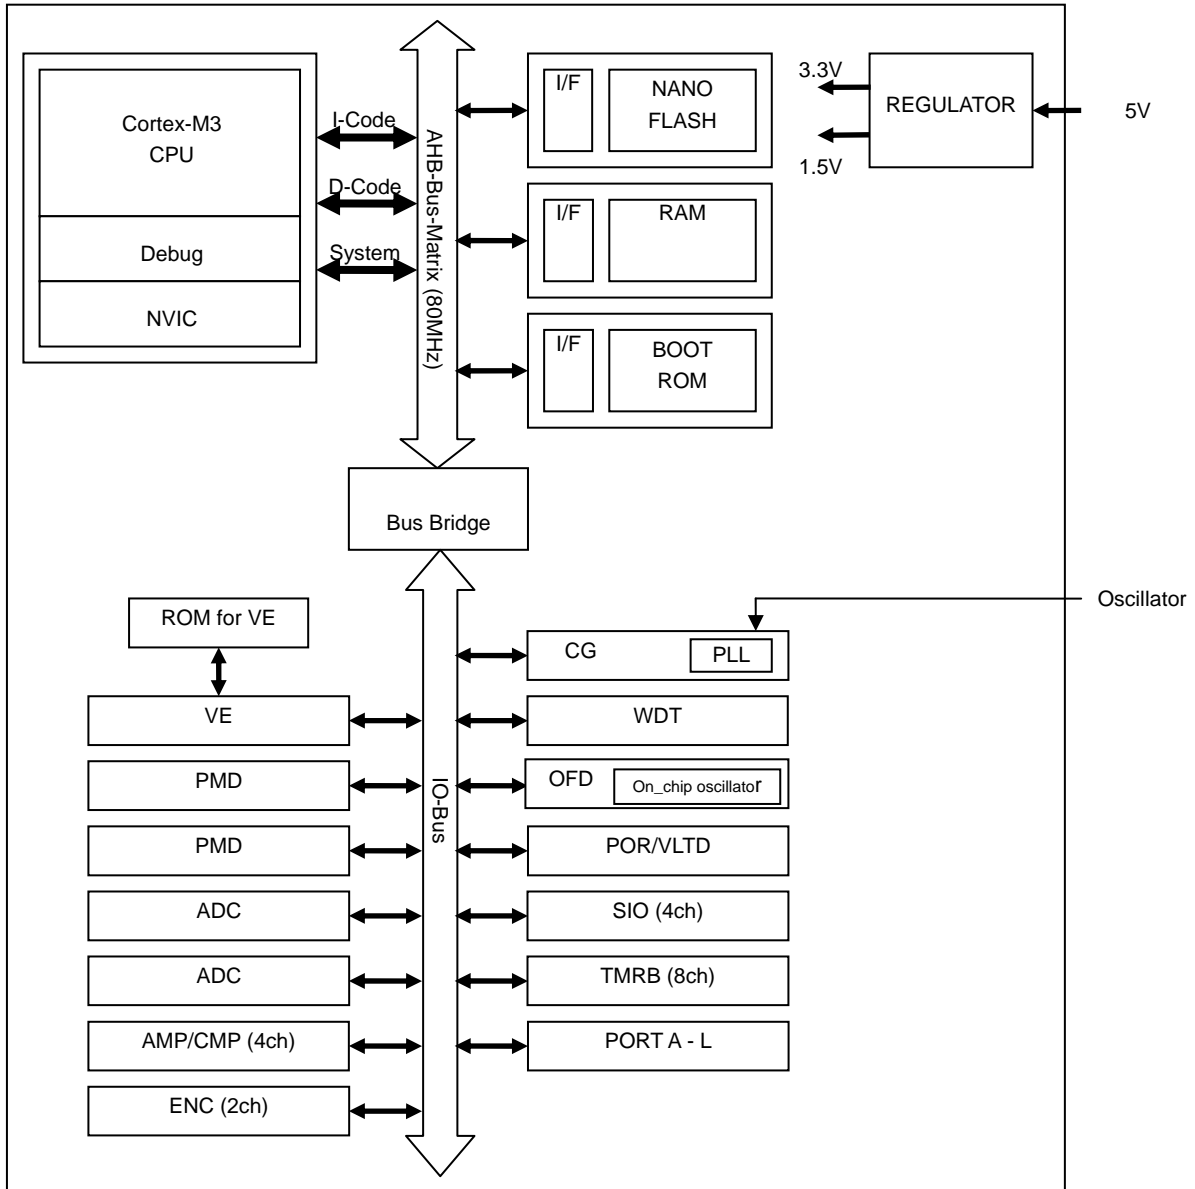 Cortex-M3
CPU
Debug
NVIC
I-Code
D-Code
System
AHB-Bus-Matrix (80MHz)
I/F
NANO
FLASH
I/F
RAM
I/F
BOOT
ROM
3.3V
1.5V
REGULATOR
5V
Bus Bridge
Oscillator
ROM for VE
VE
PMD
PMD
ADC
ADC
AMP/CMP (4ch)
ENC (2ch)
IO-Bus
CG
PLL
WDT
OFD
On_chip oscillator
POR/VLTD
SIO (4ch)
TMRB (8ch)
PORT A - L